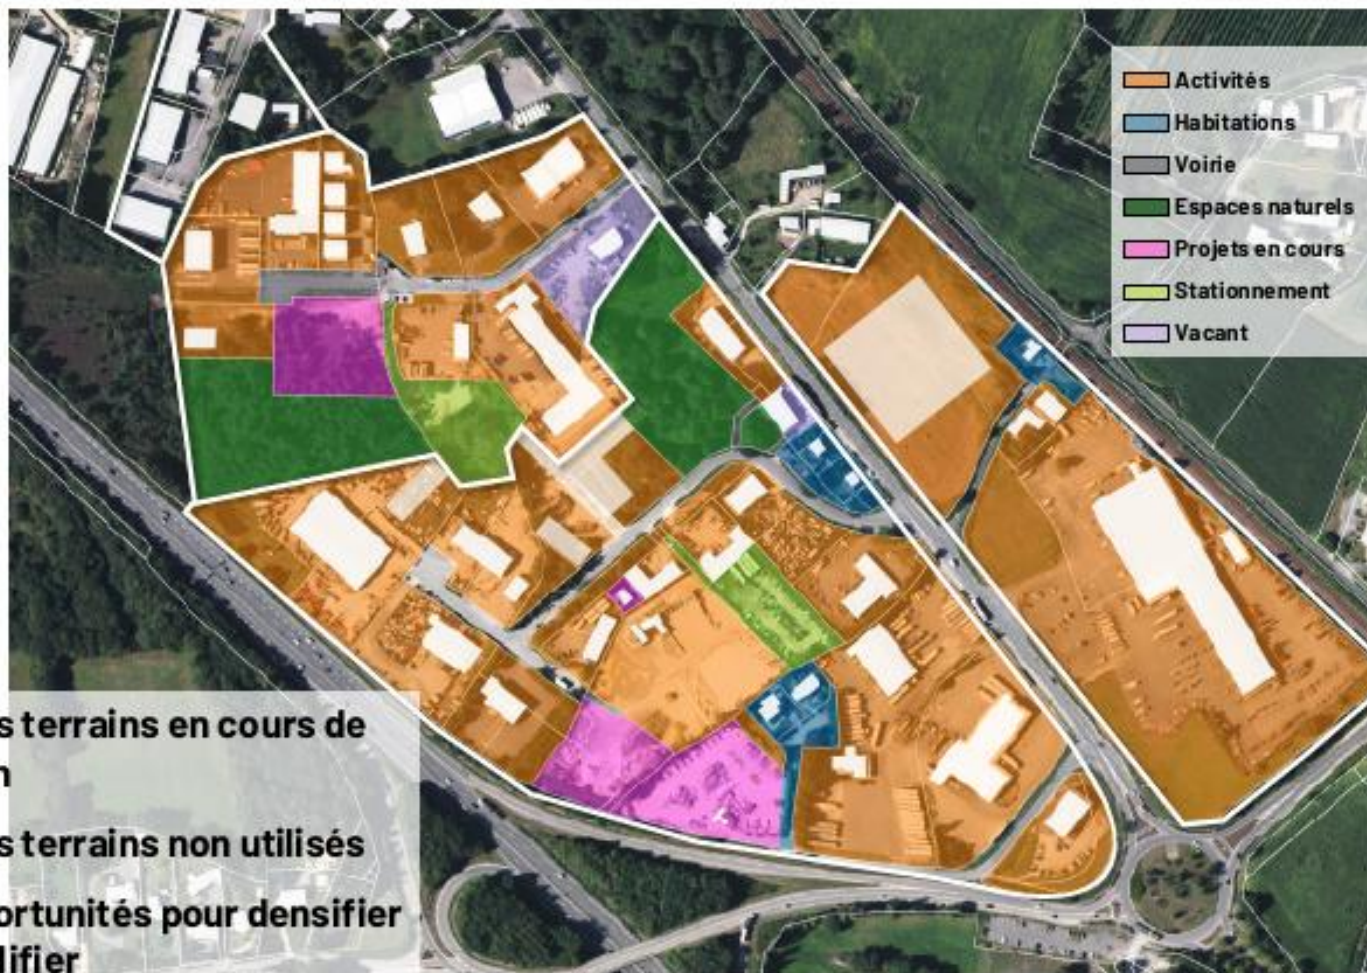 Activités
Habitations
Voirie
Espaces naturels
Projets en cours
Stationnement
Vacant
s terrains en cours de
n
s terrains non utilisés
ortunités pour densifier
lifier